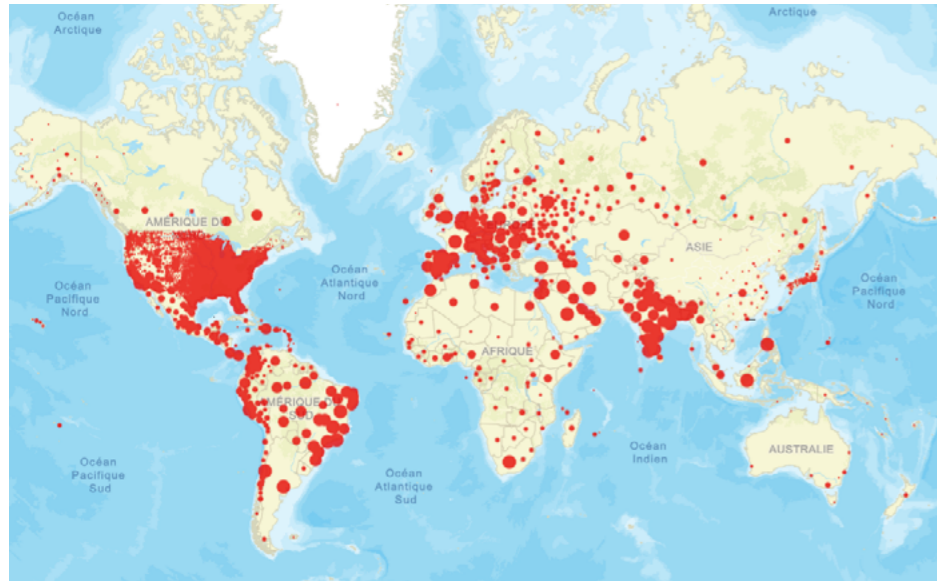 Océan
Arctique
Arctique
AMÉRIQUE DU
ASIE
Océan
Pacifique
Nord
Océan
Atlantique
Nord
Océan
Pacifique
Nord
AFRIQUE
AMÉRIQUE DU
SUD
Océan
Pacifique
Sud
Océan
Atlantique
Sud
Océan
Indien
AUSTRALIE